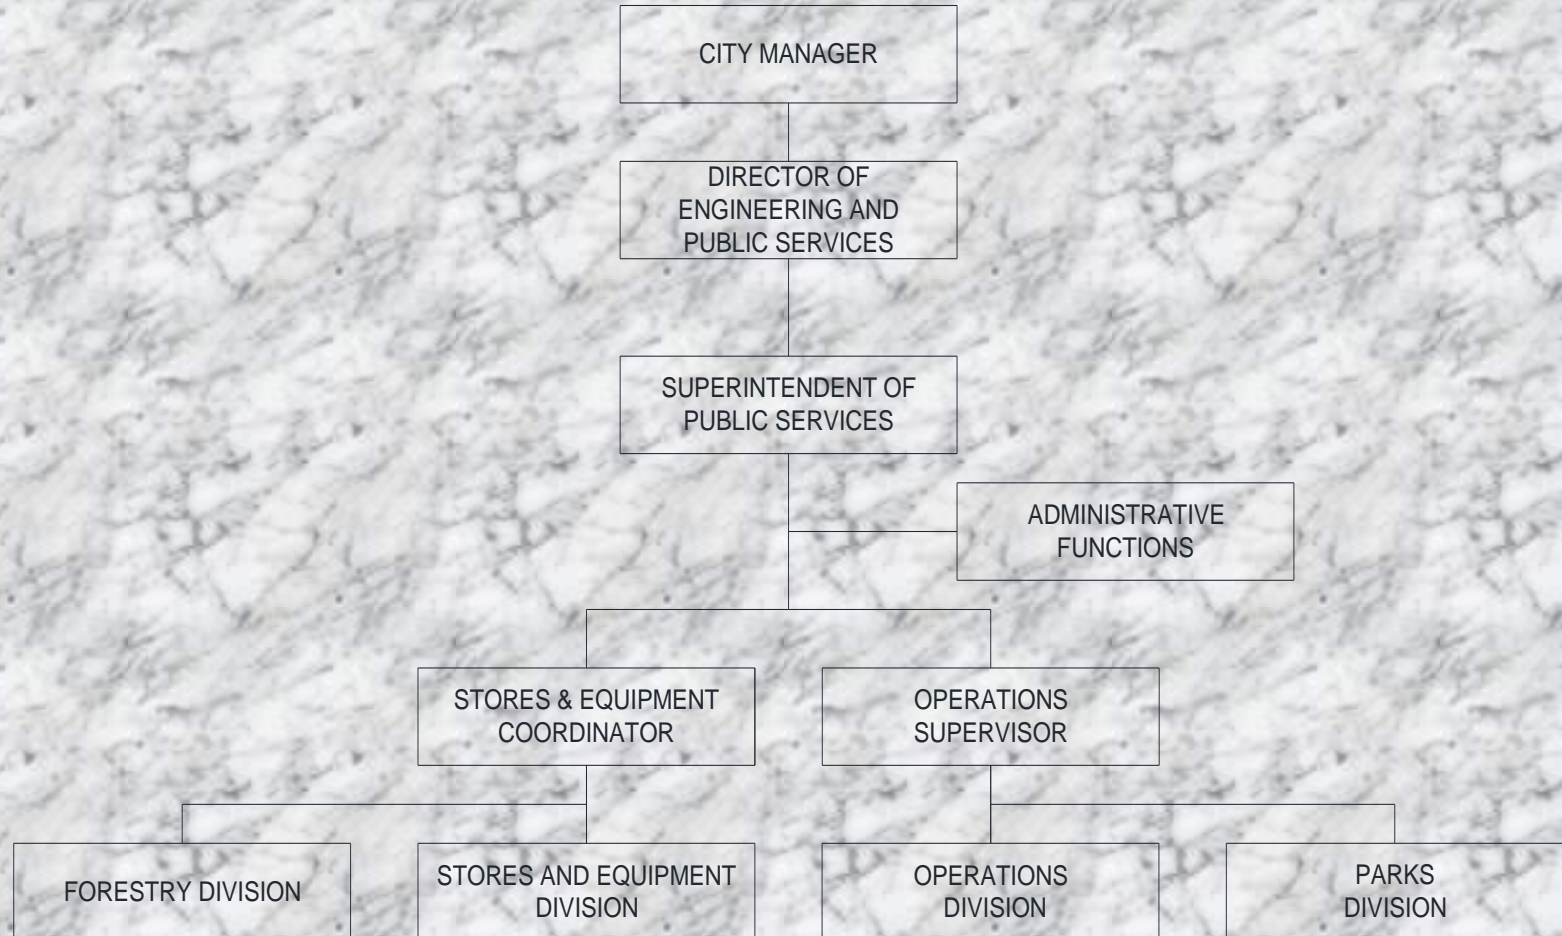 CITY MANAGER
DIRECTOR OF
ENGINEERING AND
PUBLIC SERVICES
SUPERINTENDENT OF
PUBLIC SERVICES
ADMINISTRATIVE
FUNCTIONS
STORES & EQUIPMENT
COORDINATOR
OPERATIONS
SUPERVISOR
FORESTRY DIVISION
STORES AND EQUIPMENT
DIVISION
OPERATIONS
DIVISION
PARKS
DIVISION